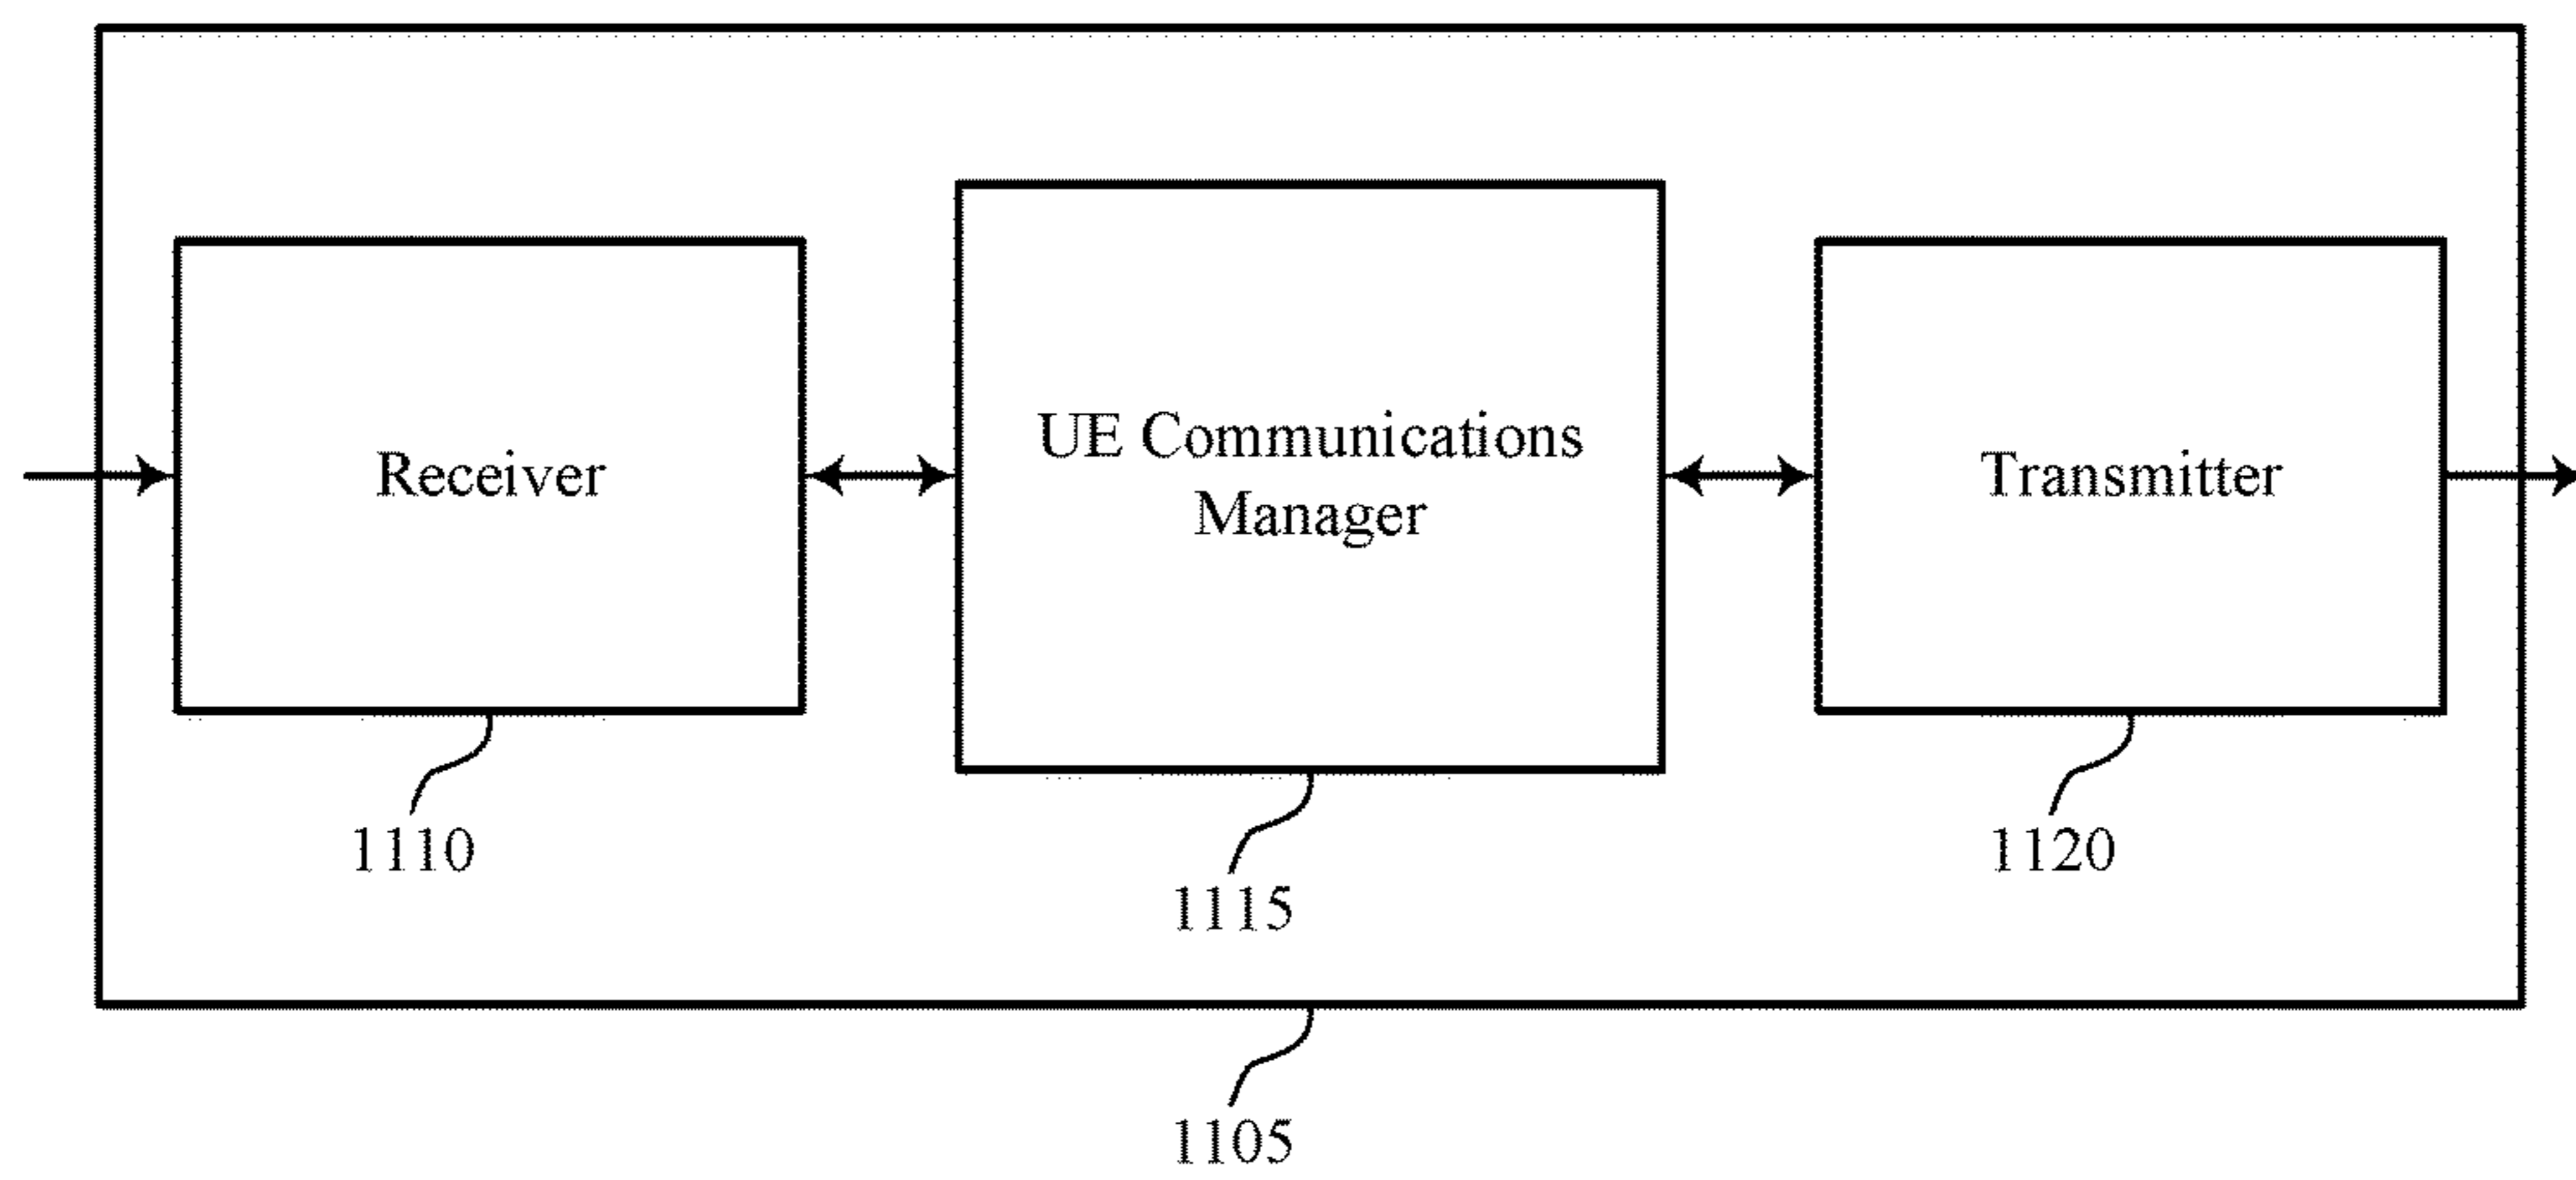 Receiver
UE Communications
Manager
Transmitter
1110
1115
1120
1105